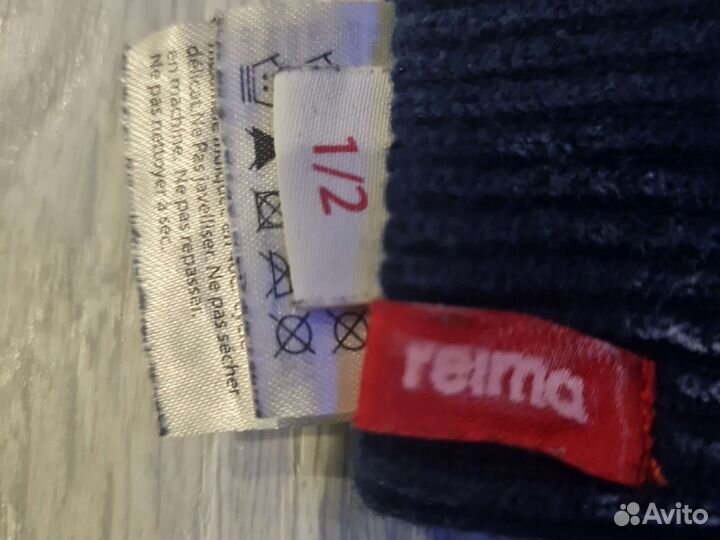 délicat. Ne Pas Javelliser. Ne pas sécher
en machine. Ne pas repasser.
Ne pas nettoyer à sec.
1/2
reima
Avito